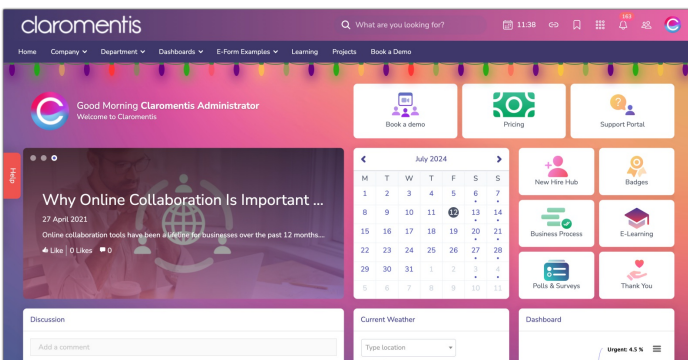 claromentis
What are you looking for?
11:38
183
Home Company Department Dashboards E-Form Examples Learning Projects Book a Demo
Good Morning Claromentis Administrator
Welcome to Claromentis
Book a demo
Pricing
Support Portal
Help
Why Online Collaboration Is Important ...
27 April 2021
Online collaboration tools have been a lifeline for businesses over the past 12 months....
Like 0 Likes 0
July 2024
M T W T F S S
1 2 3 4 5 6 7
8 9 10 11 12 13 14
15 16 17 18 19 20 21
22 23 24 25 26 27 28
29 30 31 1 2 3 4
5 6 7 8 9 10 11
New Hire Hub
Badges
Business Process
E-Learning
Polls & Surveys
Thank You
Discussion
Add a comment
Current Weather
Type location
Dashboard
Urgent: 4.5 %